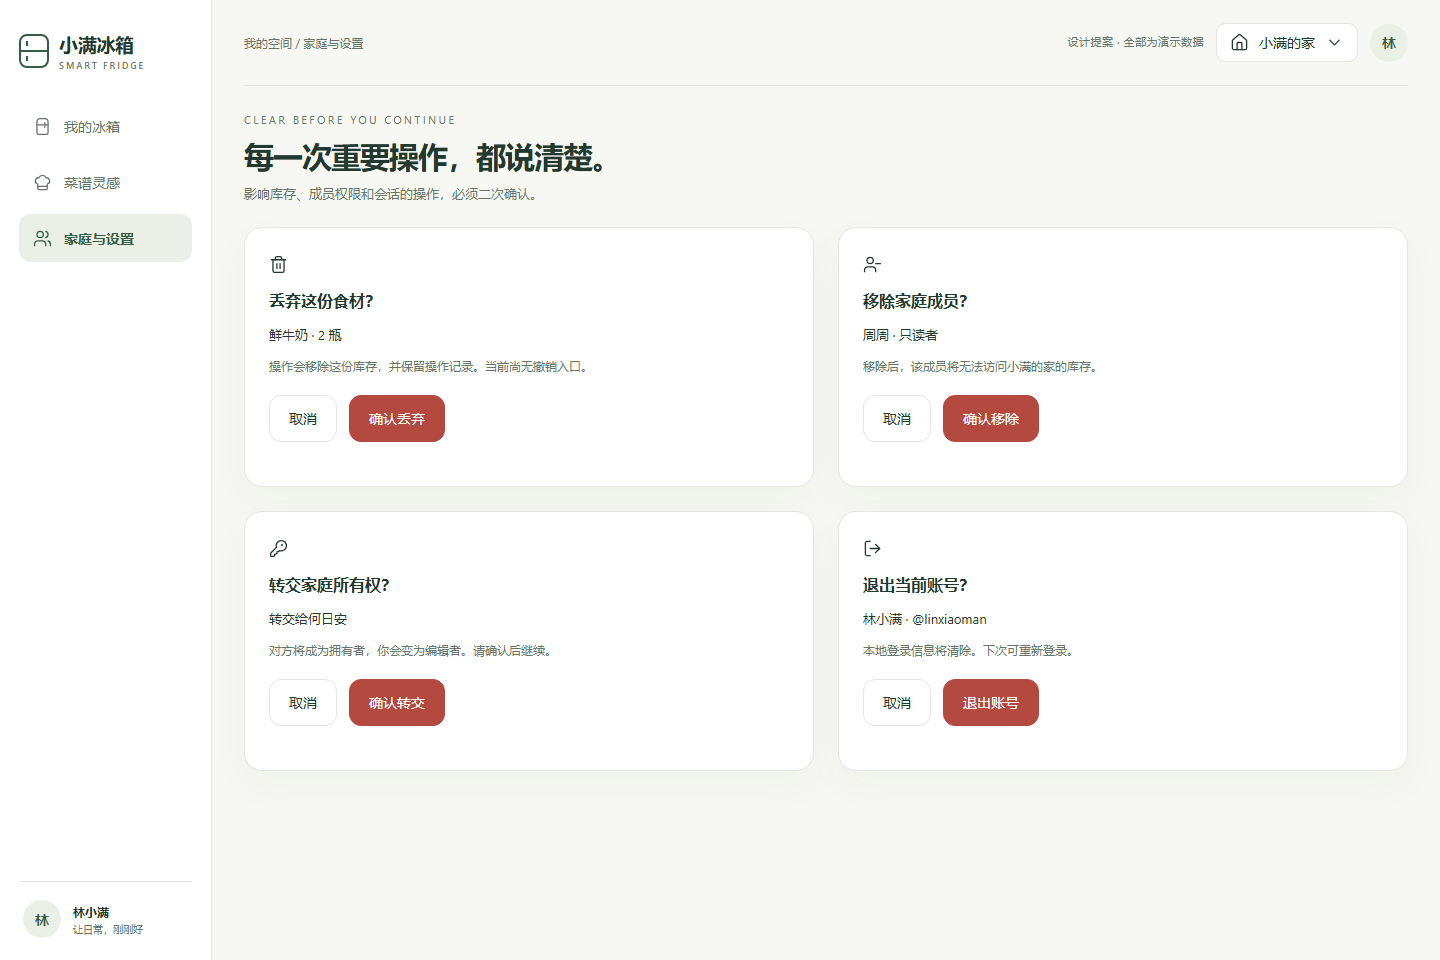 小满冰箱
SMART FRIDGE
我的冰箱
菜谱灵感
家庭与设置
林
林小满
让日常，刚刚好
我的空间 / 家庭与设置
设计提案 · 全部为演示数据
小满的家
林
CLEAR BEFORE YOU CONTINUE
每一次重要操作，都说清楚。
影响库存、成员权限和会话的操作，必须二次确认。
丢弃这份食材？
鲜牛奶 · 2 瓶
操作会移除这份库存，并保留操作记录。当前尚无撤销入口。
取消
确认丢弃
移除家庭成员？
周周 · 只读者
移除后，该成员将无法访问小满的家的库存。
取消
确认移除
转交家庭所有权？
转交给何日安
对方将成为拥有者，你会变为编辑者。请确认后继续。
取消
确认转交
退出当前账号？
林小满 · @linxiaoman
本地登录信息将清除。下次可重新登录。
取消
退出账号